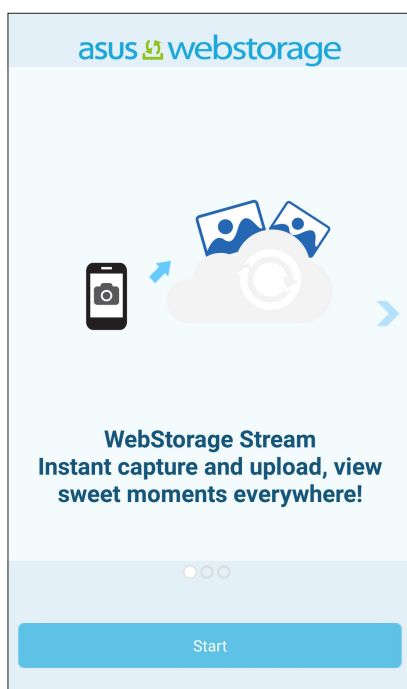 asus webstorage
WebStorage Stream
Instant capture and upload, view
sweet moments everywhere!
Start